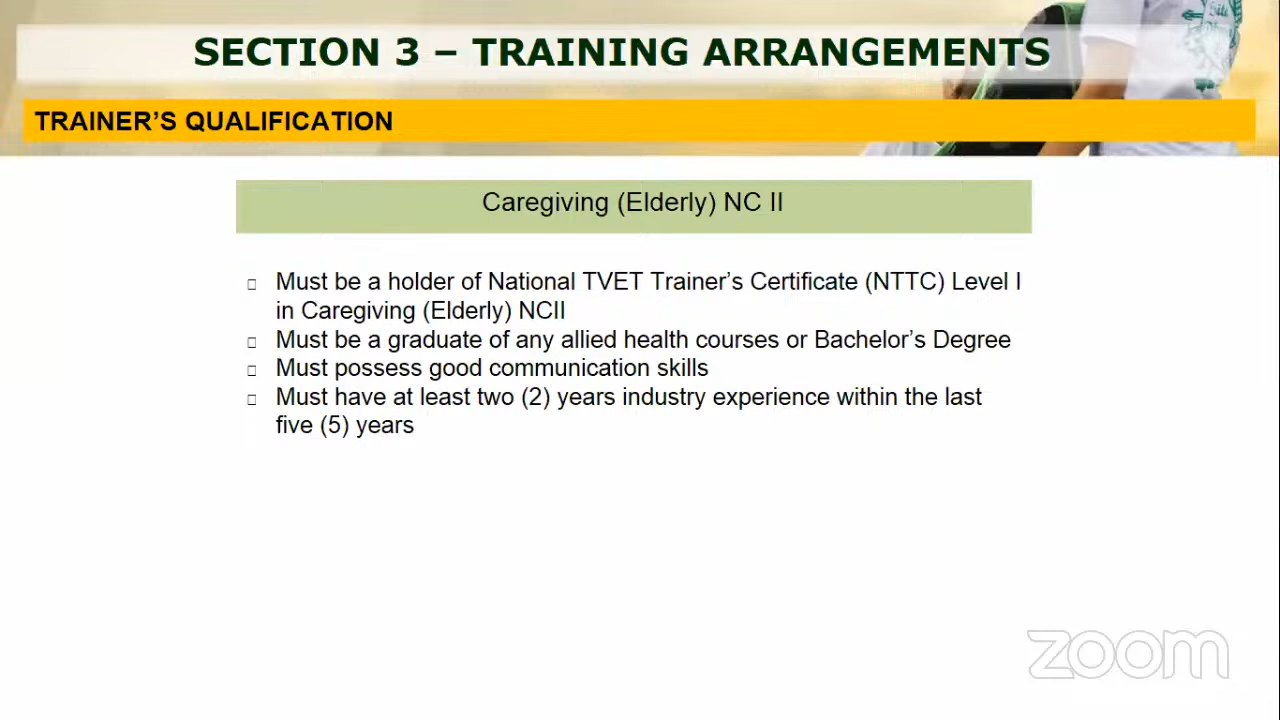 SECTION 3 – TRAINING ARRANGEMENTS
TRAINER’S QUALIFICATION
Caregiving (Elderly) NC II
Must be a holder of National TVET Trainer’s Certificate (NTTC) Level I
in Caregiving (Elderly) NCII
Must be a graduate of any allied health courses or Bachelor’s Degree
Must possess good communication skills
Must have at least two (2) years industry experience within the last
five (5) years
zoom